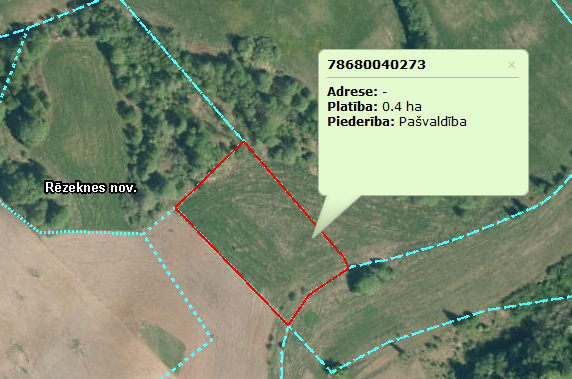 78680040273 ×
Adrese: -
Platība: 0.4 ha
Piederība: Pašvaldība
Rēzeknes nov.